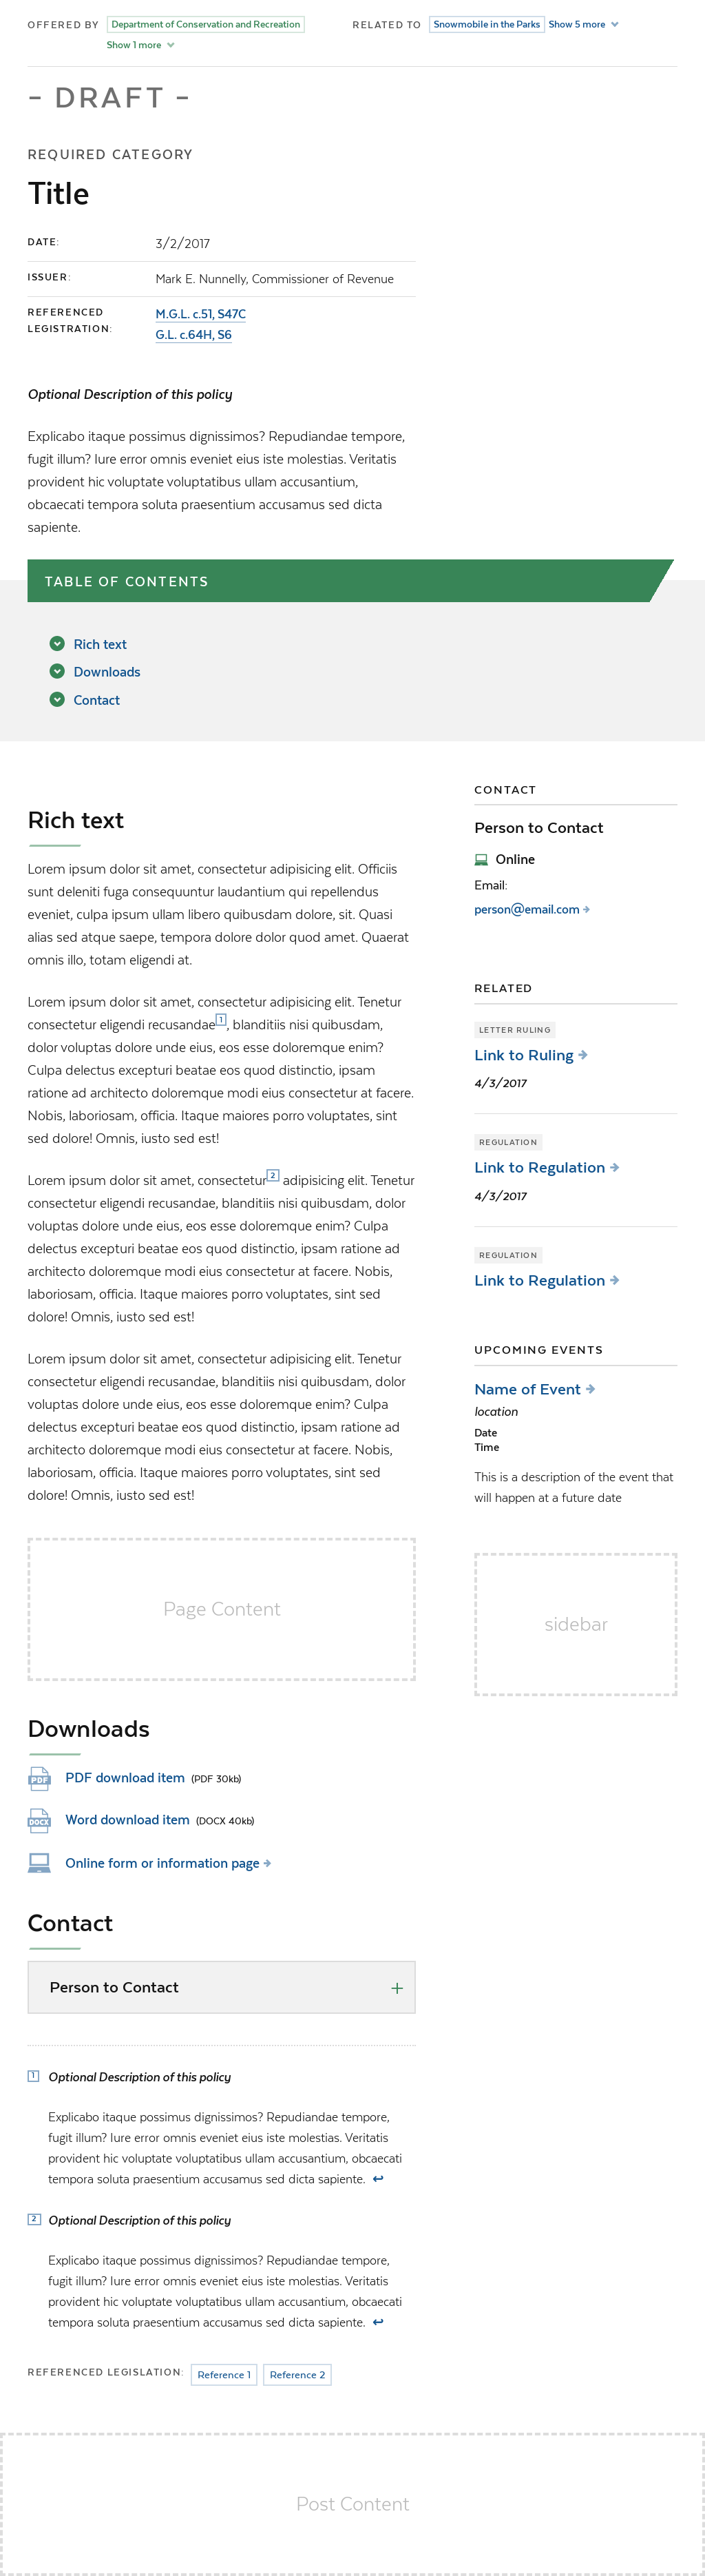 OFFERED BY Department of Conservation and Recreation
Show 1 more
RELATED TO Snowmobile in the Parks Show 5 more
- DRAFT -
REQUIRED CATEGORY
Title
DATE: 3/2/2017
ISSUER: Mark E. Nunnelly, Commissioner of Revenue
REFERENCED
LEGISTRATION:
M.G.L. c.51, S47C
G.L. c.64H, S6
Optional Description of this policy
Explicabo itaque possimus dignissimos? Repudiandae tempore,
fugit illum? Iure error omnis eveniet eius iste molestias. Veritatis
provident hic voluptate voluptatibus ullam accusantium,
obcaecati tempora soluta praesentium accusamus sed dicta
sapiente.
TABLE OF CONTENTS
Rich text
Downloads
Contact
Rich text
Lorem ipsum dolor sit amet, consectetur adipisicing elit. Officiis
sunt deleniti fuga consequuntur laudantium qui repellendus
eveniet, culpa ipsum ullam libero quibusdam dolore, sit. Quasi
alias sed atque saepe, tempora dolore dolor quod amet. Quaerat
omnis illo, totam eligendi at.
Lorem ipsum dolor sit amet, consectetur adipisicing elit. Tenetur
consectetur eligendi recusandae1, blanditiis nisi quibusdam,
dolor voluptas dolore unde eius, eos esse doloremque enim?
Culpa delectus excepturi beatae eos quod distinctio, ipsam
ratione ad architecto doloremque modi eius consectetur at facere.
Nobis, laboriosam, officia. Itaque maiores porro voluptates, sint
sed dolore! Omnis, iusto sed est!
Lorem ipsum dolor sit amet, consectetur2 adipisicing elit. Tenetur
consectetur eligendi recusandae, blanditiis nisi quibusdam, dolor
voluptas dolore unde eius, eos esse doloremque enim? Culpa
delectus excepturi beatae eos quod distinctio, ipsam ratione ad
architecto doloremque modi eius consectetur at facere. Nobis,
laboriosam, officia. Itaque maiores porro voluptates, sint sed
dolore! Omnis, iusto sed est!
Lorem ipsum dolor sit amet, consectetur adipisicing elit. Tenetur
consectetur eligendi recusandae, blanditiis nisi quibusdam, dolor
voluptas dolore unde eius, eos esse doloremque enim? Culpa
delectus excepturi beatae eos quod distinctio, ipsam ratione ad
architecto doloremque modi eius consectetur at facere. Nobis,
laboriosam, officia. Itaque maiores porro voluptates, sint sed
dolore! Omnis, iusto sed est!
Page Content
Downloads
PDF PDF download item (PDF 30kb)
DOCX Word download item (DOCX 40kb)
Online form or information page
Contact
Person to Contact
1 Optional Description of this policy
Explicabo itaque possimus dignissimos? Repudiandae tempore,
fugit illum? Iure error omnis eveniet eius iste molestias. Veritatis
provident hic voluptate voluptatibus ullam accusantium, obcaecati
tempora soluta praesentium accusamus sed dicta sapiente. ↩
2 Optional Description of this policy
Explicabo itaque possimus dignissimos? Repudiandae tempore,
fugit illum? Iure error omnis eveniet eius iste molestias. Veritatis
provident hic voluptate voluptatibus ullam accusantium, obcaecati
tempora soluta praesentium accusamus sed dicta sapiente. ↩
REFERENCED LEGISLATION: Reference 1 Reference 2
CONTACT
Person to Contact
Online
Email:
person@email.com
RELATED
LETTER RULING
Link to Ruling
4/3/2017
REGULATION
Link to Regulation
4/3/2017
REGULATION
Link to Regulation
UPCOMING EVENTS
Name of Event
location
Date
Time
This is a description of the event that
will happen at a future date
sidebar
Post Content